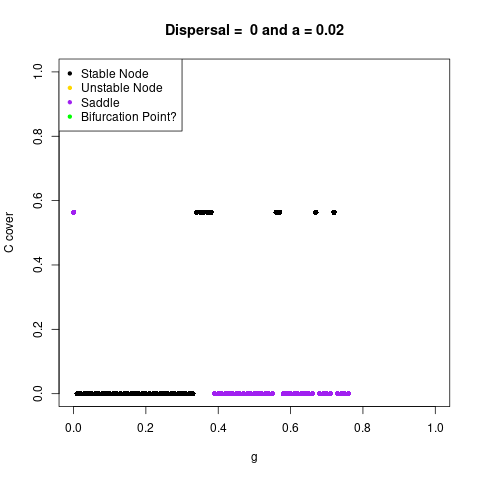 Dispersal =  0 and a = 0.02
Stable Node
Unstable Node
Saddle
Bifurcation Point?
C cover
1.0
0.8
0.6
0.4
0.2
0.0
0.0 0.2 0.4 0.6 0.8 1.0
g